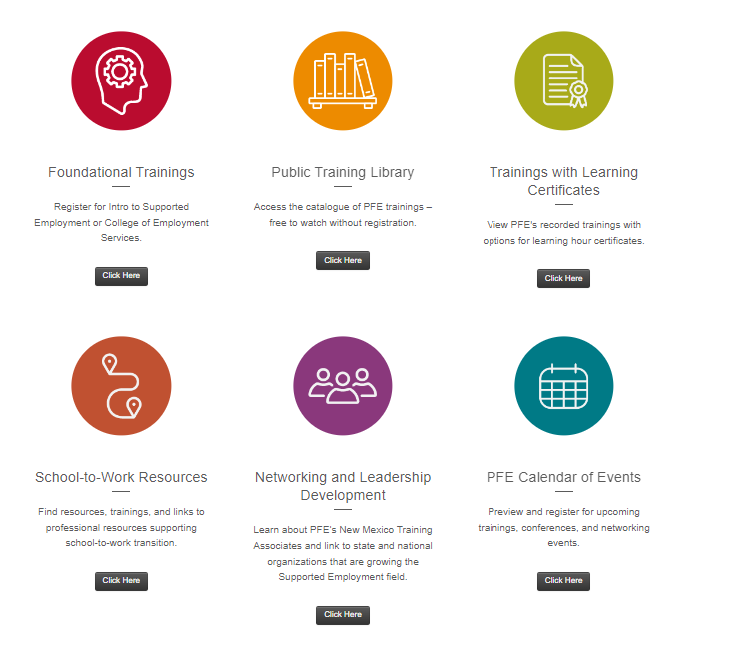 Foundational Trainings
Register for Intro to Supported
Employment or College of Employment
Services.
Click Here
Public Training Library
Access the catalogue of PFE trainings –
free to watch without registration.
Click Here
Trainings with Learning
Certificates
View PFE's recorded trainings with
options for learning hour certificates.
Click Here
School-to-Work Resources
Find resources, trainings, and links to
professional resources supporting
school-to-work transition.
Click Here
Networking and Leadership
Development
Learn about PFE's New Mexico Training
Associates and link to state and national
organizations that are growing the
Supported Employment field.
Click Here
PFE Calendar of Events
Preview and register for upcoming
trainings, conferences, and networking
events.
Click Here